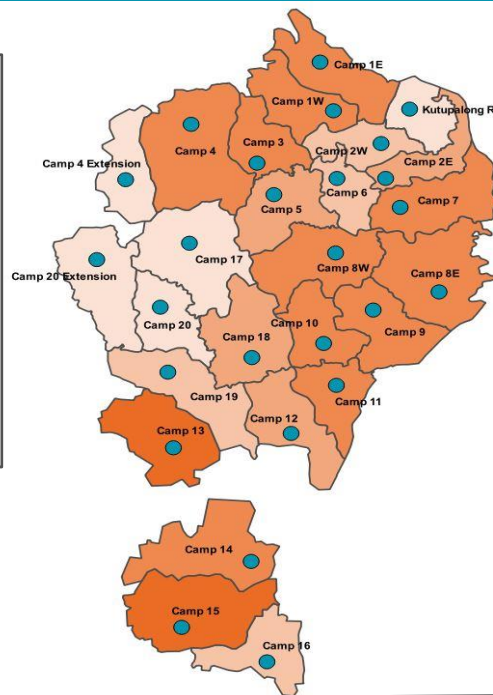 Camp 1E
Camp 1W
Kutupalong R
Camp 3
Camp 4
Camp 2W
Camp 4 Extension
Camp 2E
Camp 6
Camp 5
Camp 7
Camp 17
Camp 8W
Camp 20 Extension
Camp 8E
Camp 20
Camp 10
Camp 18
Camp 9
Camp 19
Camp 11
Camp 12
Camp 13
Camp 14
Camp 15
Camp 16